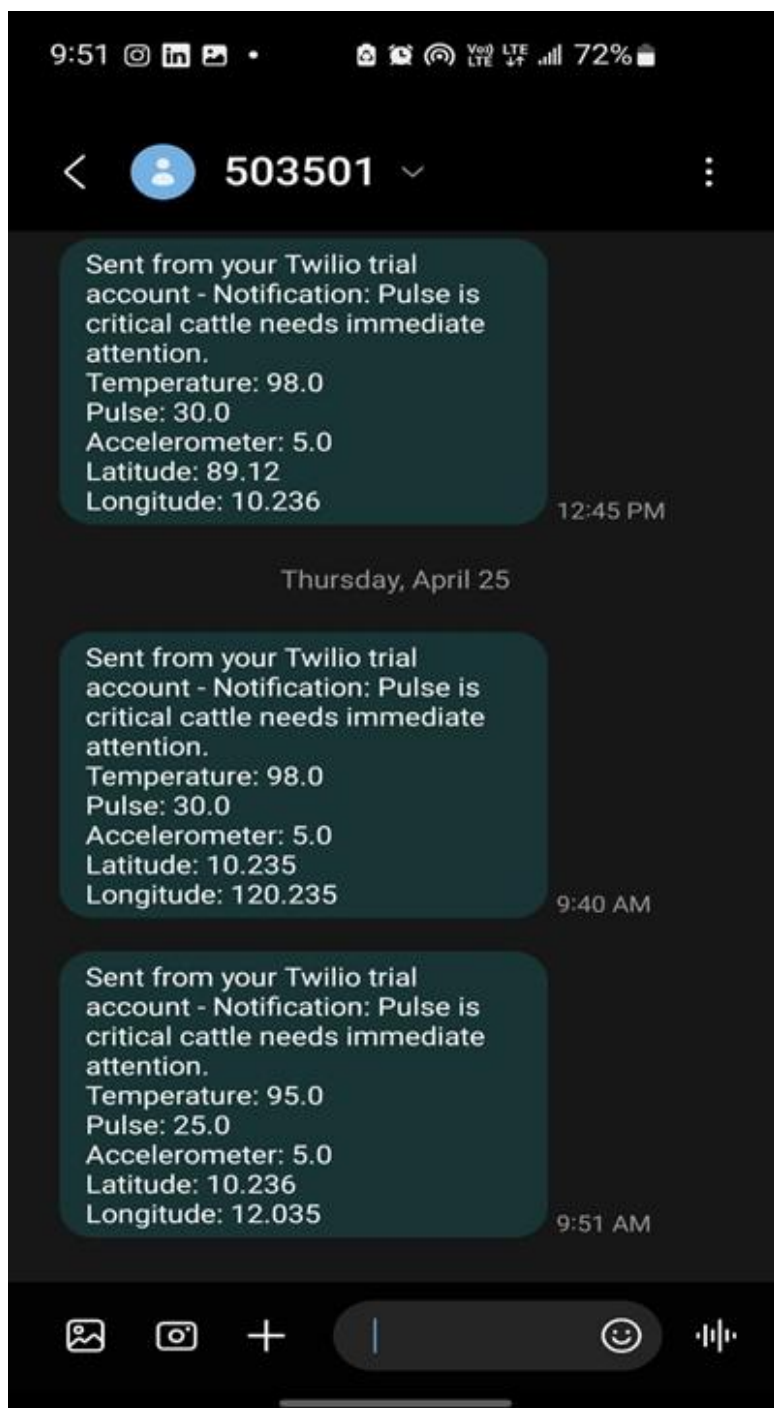 9:51 72%
503501
Sent from your Twilio trial
account - Notification: Pulse is
critical cattle needs immediate
attention.
Temperature: 98.0
Pulse: 30.0
Accelerometer: 5.0
Latitude: 89.12
Longitude: 10.236
12:45 PM
Thursday, April 25
Sent from your Twilio trial
account - Notification: Pulse is
critical cattle needs immediate
attention.
Temperature: 98.0
Pulse: 30.0
Accelerometer: 5.0
Latitude: 10.235
Longitude: 120.235
9:40 AM
Sent from your Twilio trial
account - Notification: Pulse is
critical cattle needs immediate
attention.
Temperature: 95.0
Pulse: 25.0
Accelerometer: 5.0
Latitude: 10.236
Longitude: 12.035
9:51 AM